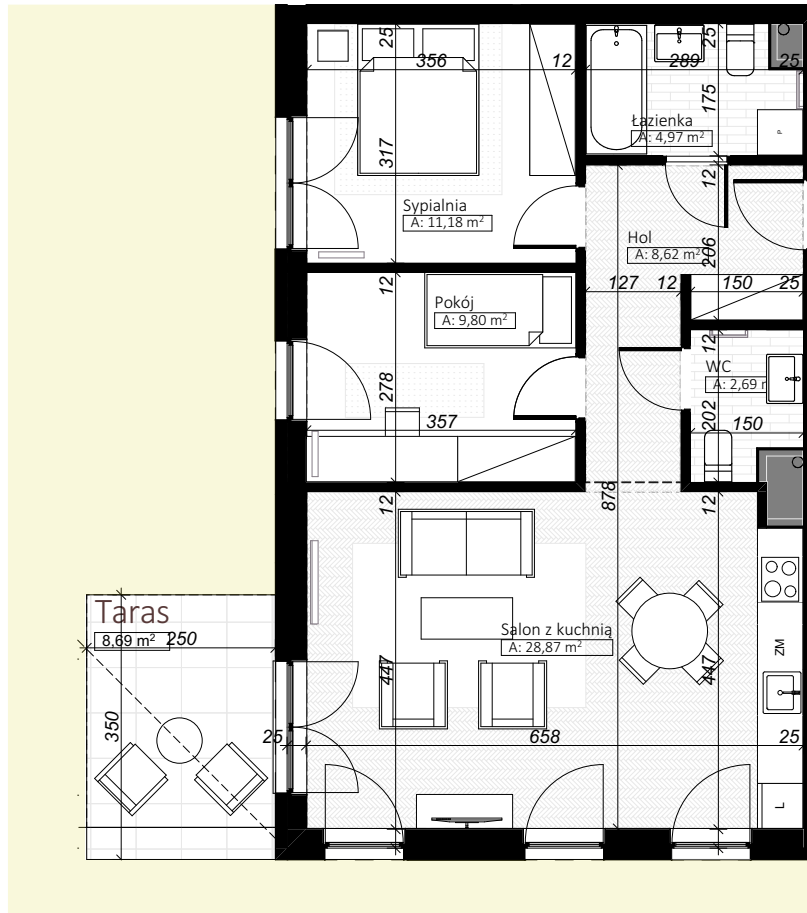 25
356
12
289
25
25
175
P
Łazienka
A: 4,97 m²
317
12
Sypialnia
A: 11,18 m²
Hol
A: 8,62 m²
206
127
12
150
25
12
Pokój
A: 9,80 m²
12
WC
A: 2,69 m
278
202
357
150
12
878
12
Taras
8,69 m²
250
Salon z kuchnią
A: 28,87 m²
ZM
447
447
350
25
658
25
L